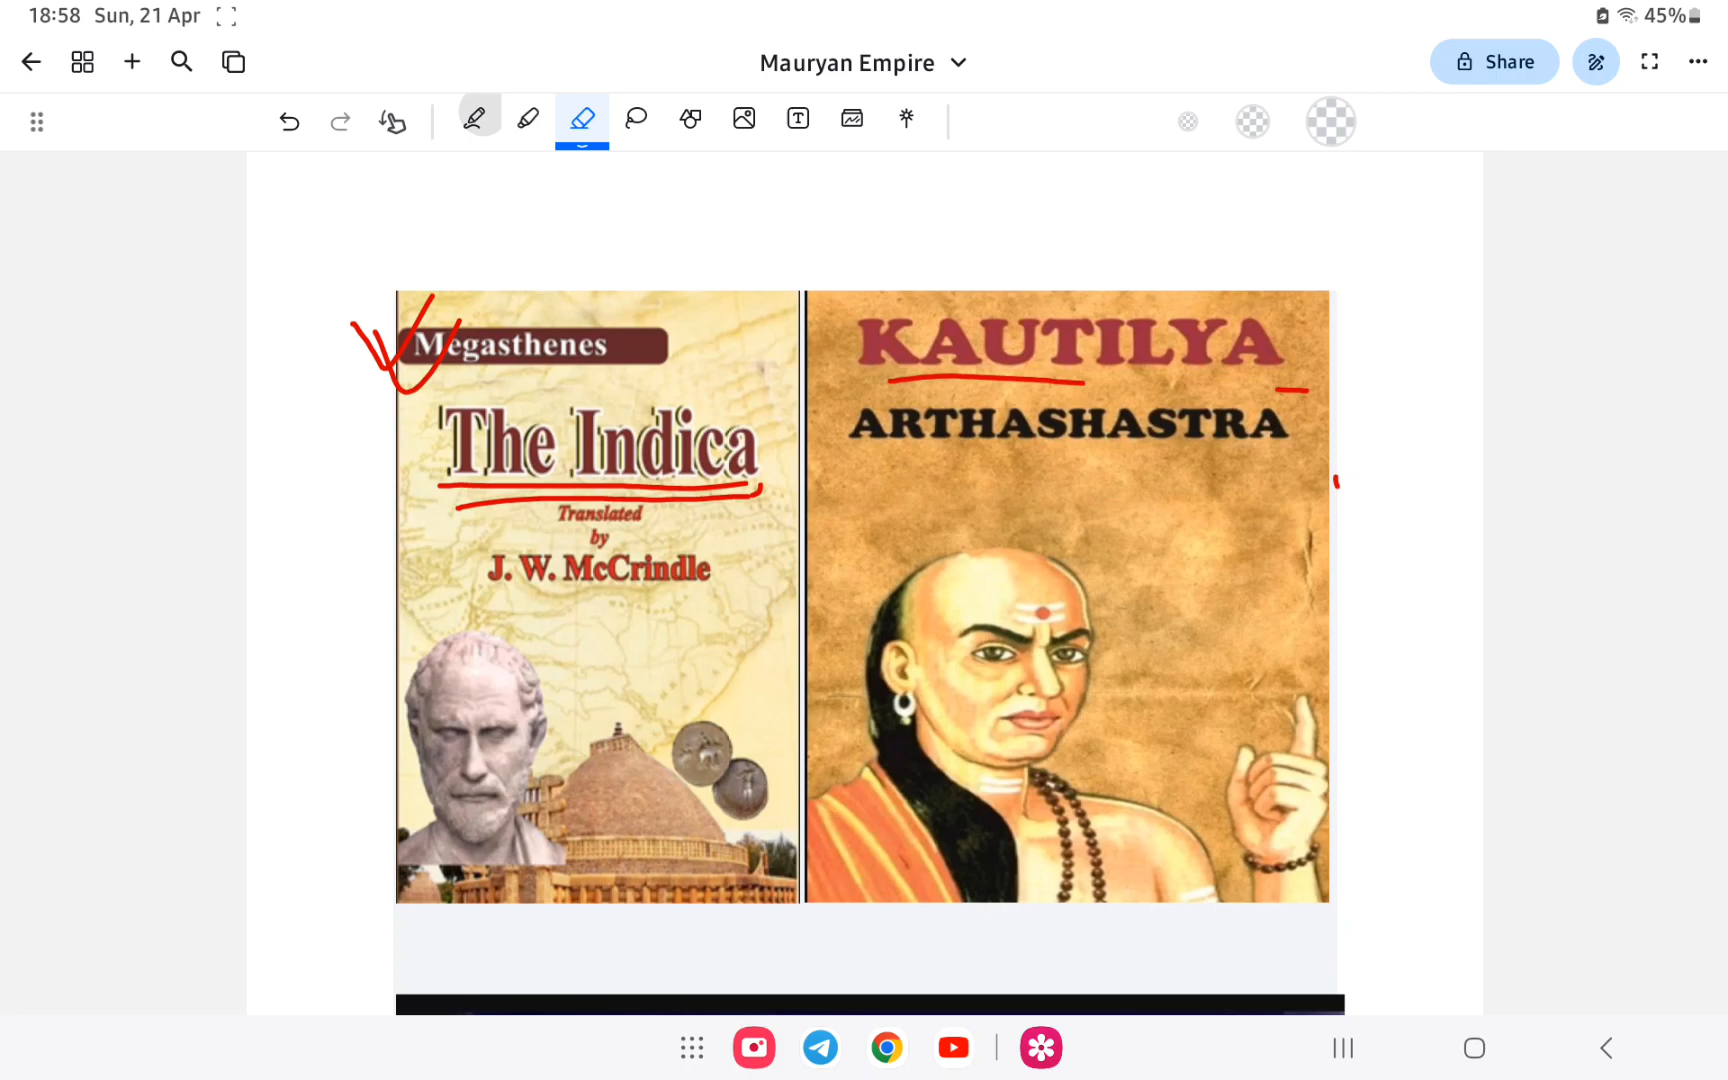 18:58 Sun, 21 Apr
45%
Mauryan Empire
Share
Megasthenes
The Indica
Translated
by
J. W. McCrindle
KAUTILYA
ARTHASHASTRA